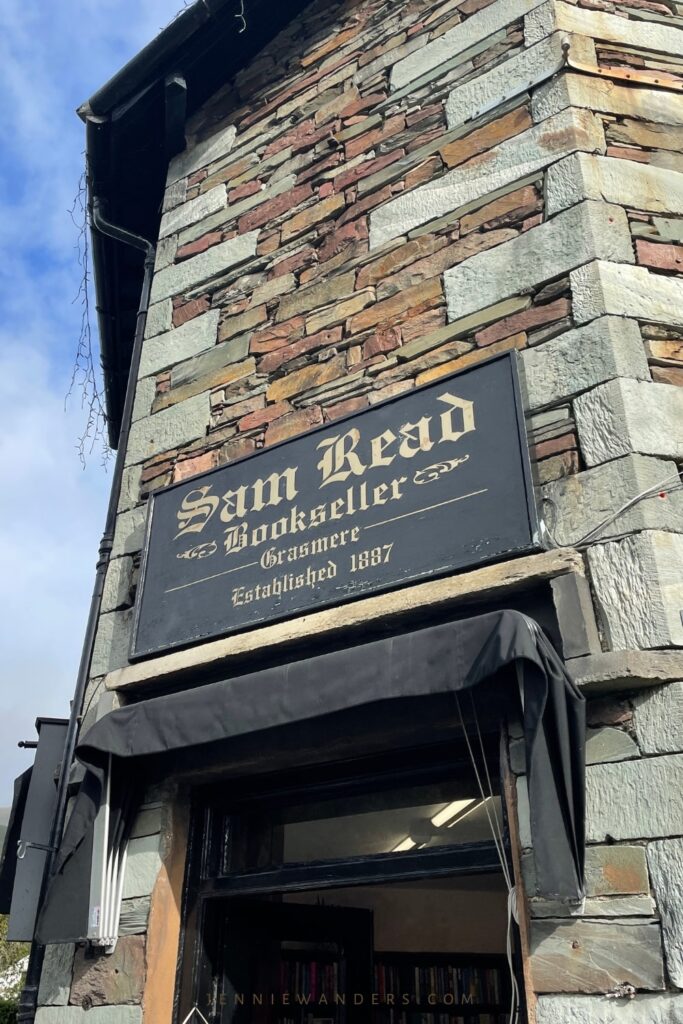 Sam Read
Bookseller
Grasmere
Established 1887
JENNIEWANDERS.COM